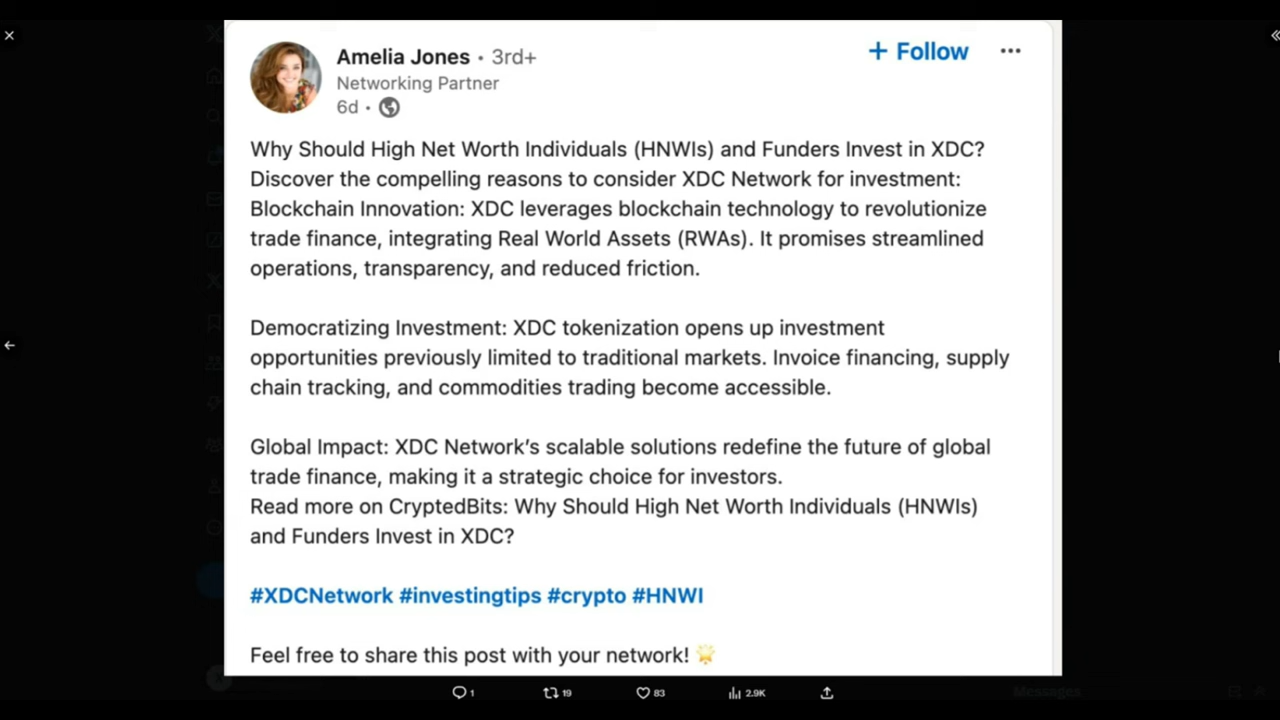 Amelia Jones • 3rd+
+ Follow
Networking Partner
6d •
Why Should High Net Worth Individuals (HNWIs) and Funders Invest in XDC?
Discover the compelling reasons to consider XDC Network for investment:
Blockchain Innovation: XDC leverages blockchain technology to revolutionize
trade finance, integrating Real World Assets (RWAs). It promises streamlined
operations, transparency, and reduced friction.
Democratizing Investment: XDC tokenization opens up investment
opportunities previously limited to traditional markets. Invoice financing, supply
chain tracking, and commodities trading become accessible.
Global Impact: XDC Network's scalable solutions redefine the future of global
trade finance, making it a strategic choice for investors.
Read more on CryptedBits: Why Should High Net Worth Individuals (HNWIs)
and Funders Invest in XDC?
#XDCNetwork #investingtips #crypto #HNWI
Feel free to share this post with your network! 🌟
1 19 83 2.9K
Messages